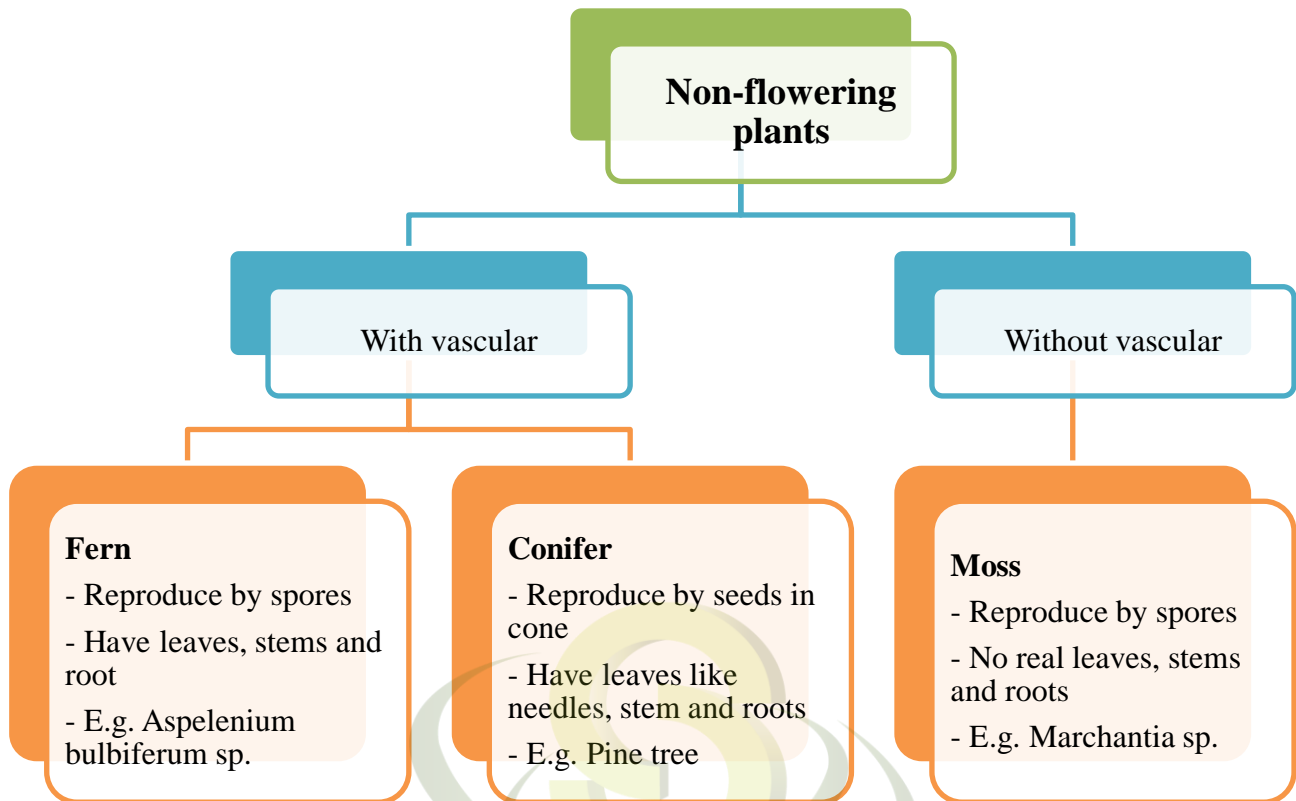 Non-flowering
plants
With vascular
Without vascular
Fern
- Reproduce by spores
- Have leaves, stems and
root
- E.g. Aspelenium
bulbiferum sp.
Conifer
- Reproduce by seeds in
cone
- Have leaves like
needles, stem and roots
- E.g. Pine tree
Moss
- Reproduce by spores
- No real leaves, stems
and roots
- E.g. Marchantia sp.